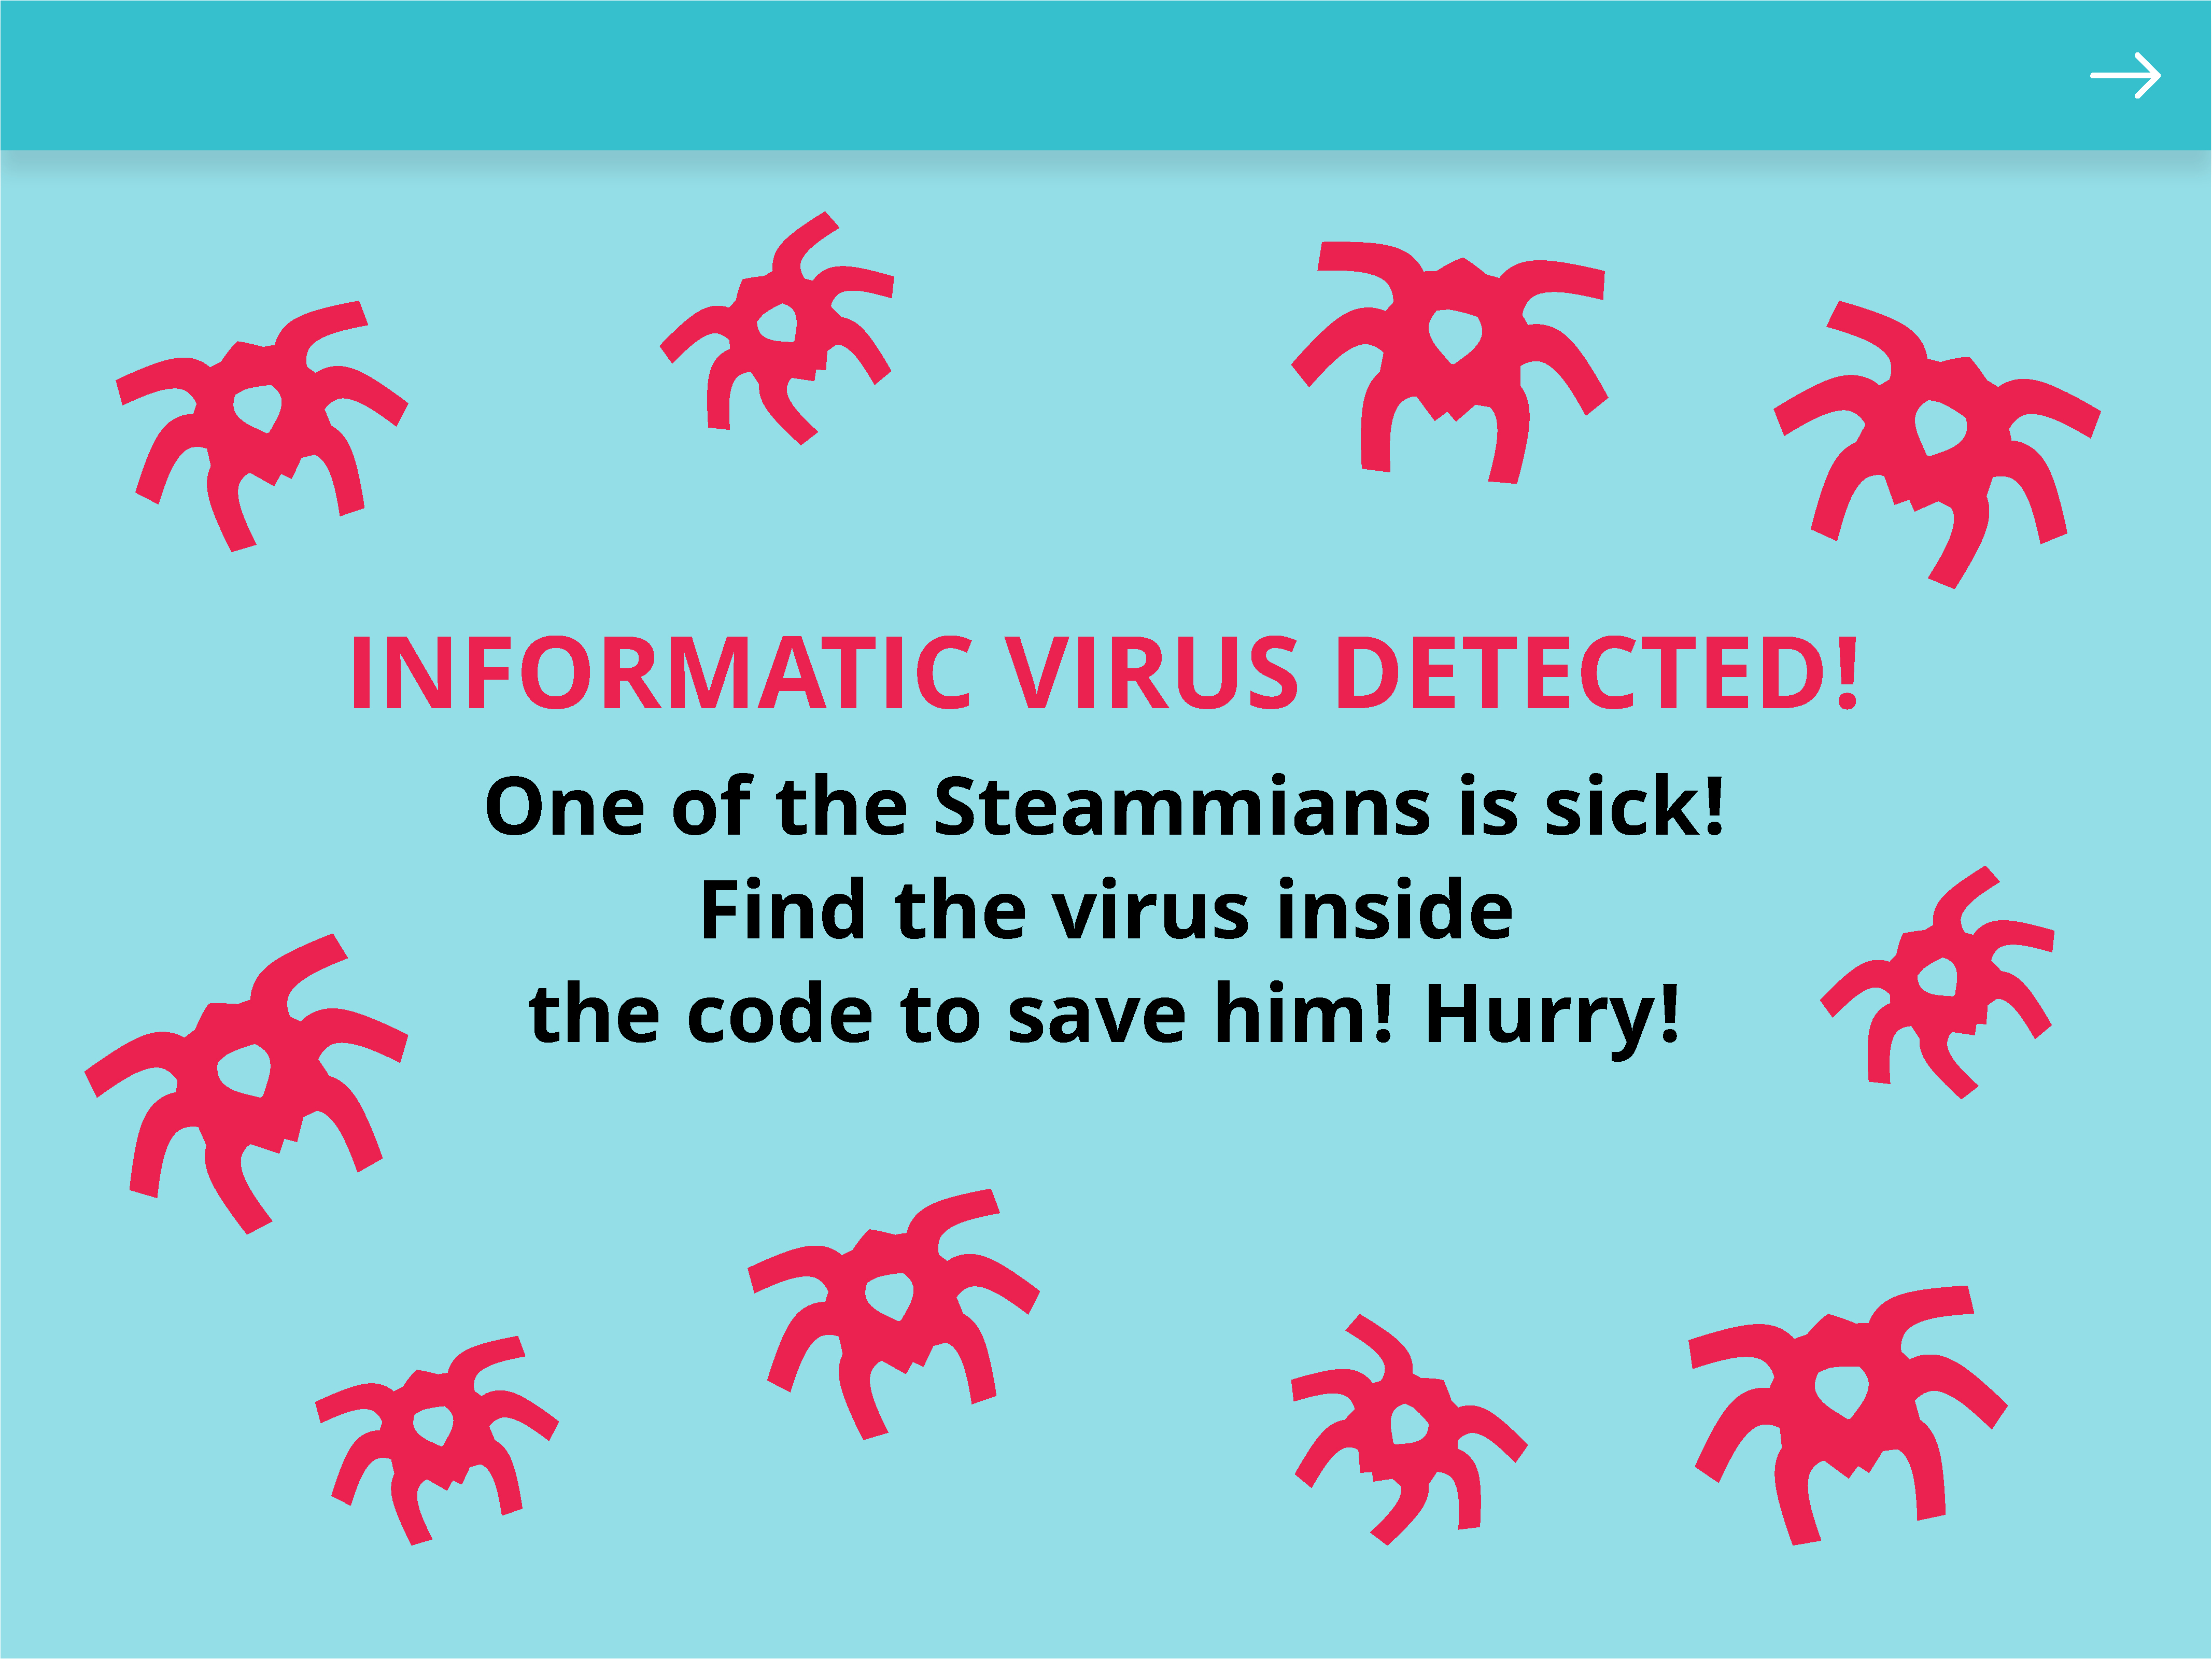 INFORMATIC VIRUS DETECTED!
One of the Steammians is sick!
Find the virus inside
the code to save him! Hurry!